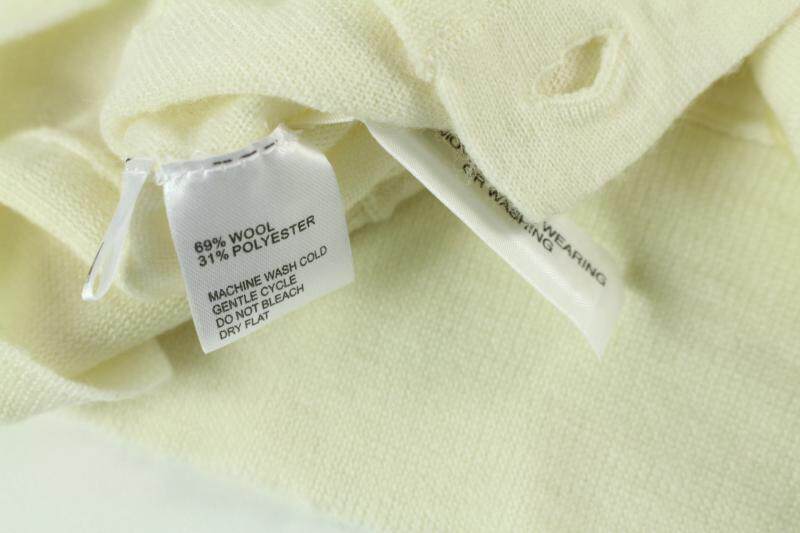 69% WOOL
31% POLYESTER
MACHINE WASH COLD
GENTLE CYCLE
DO NOT BLEACH
DRY FLAT
WEARING
OR WASHING